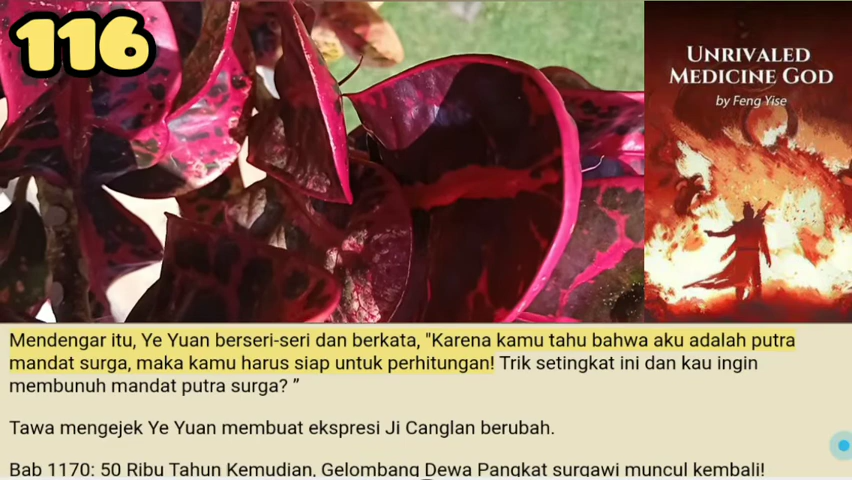 116
UNRIVALED
MEDICINE GOD
by Feng Yise
Mendengar itu, Ye Yuan berseri-seri dan berkata, "Karena kamu tahu bahwa aku adalah putra
mandat surga, maka kamu harus siap untuk perhitungan! Trik setingkat ini dan kau ingin
membunuh mandat putra surga? ”
Tawa mengejek Ye Yuan membuat ekspresi Ji Canglan berubah.
Bab 1170: 50 Ribu Tahun Kemudian, Gelombang Dewa Pangkat surgawi muncul kembali!